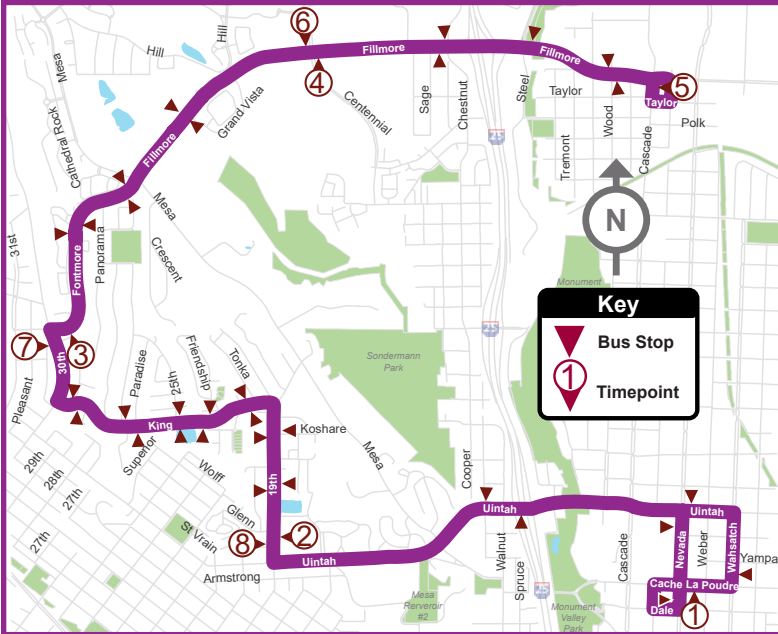 6
Hill
Hill
Mesa
Fillmore
Fillmore
4
Steel
5
Taylor
Taylor
Grand Vista
Centennial
Sage
Chestnut
Wood
Polk
25
Cathedral Rock
Fillmore
Tremont
Cascade
Mesa
N
31st
Fontmore
Panorama
Crescent
Monument
Key
Bus Stop
1
Timepoint
25
7
3
30th
Sondermann
Park
Pleasant
Paradise
25th
Friendship
Tonka
King
Koshare
Superior
Mesa
29th
28th
27th
27th
Wolff
19th
Cooper
Glenn
St Vrain
8
2
Uintah
Uintah
Uintah
Armstrong
Walnut
Spruce
Cascade
Nevada
Weber
Wahsatch
Yampa
Cache La Poudre
Dale
1
25
Mesa
Rerveroir
#2
Monument
Valley
Park